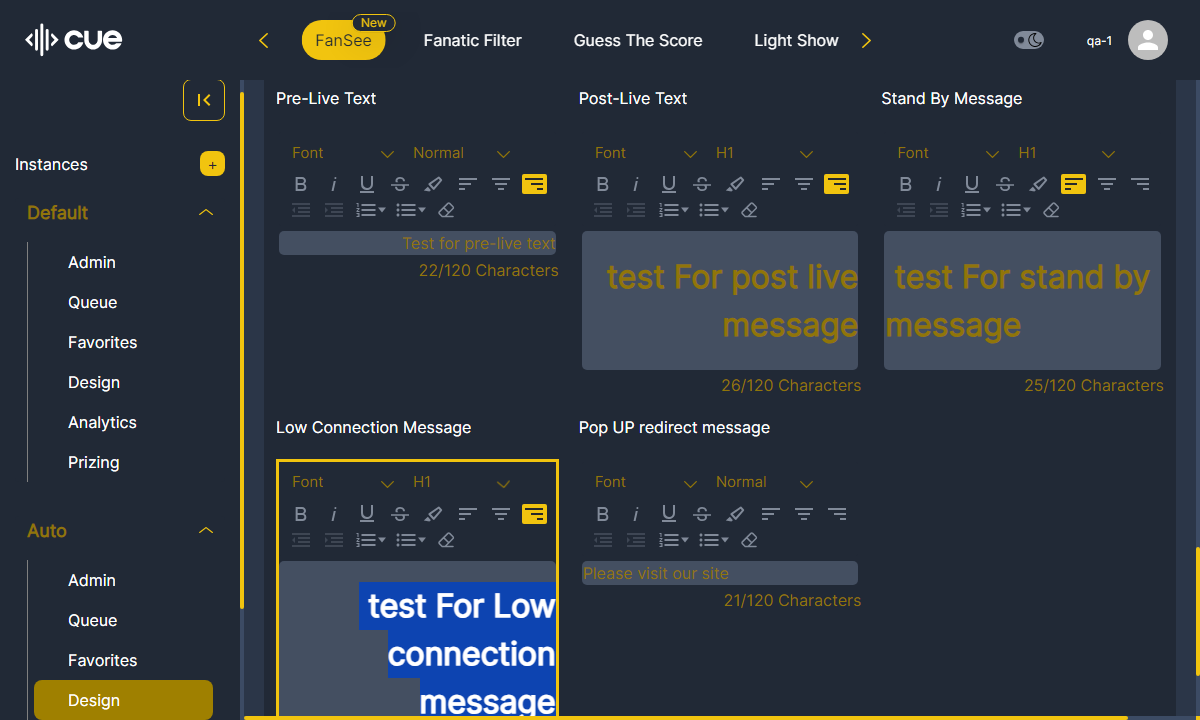 cue
FanSee
New
Fanatic Filter
Guess The Score
Light Show
qa-1
Instances
+
Default
Admin
Queue
Favorites
Design
Analytics
Prizing
Auto
Admin
Queue
Favorites
Design
Pre-Live Text
Font
Normal
Test for pre-live text
22/120 Characters
Post-Live Text
Font
H1
test For post live
message
26/120 Characters
Stand By Message
Font
H1
test For stand by
message
25/120 Characters
Low Connection Message
Font
H1
test For Low
connection
message
Pop UP redirect message
Font
Normal
Please visit our site
21/120 Characters